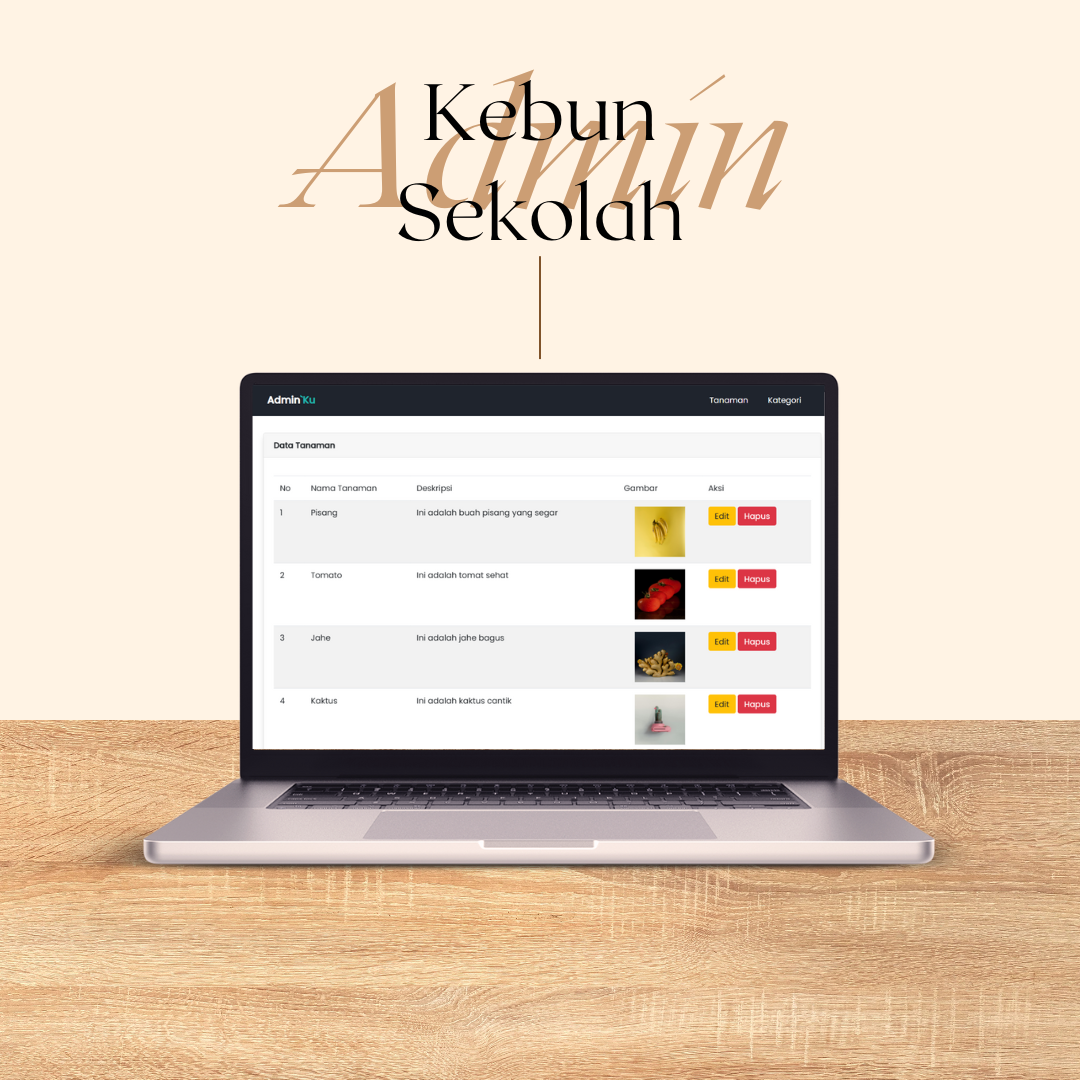 Admin
Kebun
Sekolah
Admin`Ku Tanaman Kategori
Data Tanaman
No Nama Tanaman Deskripsi Gambar Aksi
1 Pisang Ini adalah buah pisang yang segar Edit Hapus
2 Tomato Ini adalah tomat sehat Edit Hapus
3 Jahe Ini adalah jahe bagus Edit Hapus
4 Kaktus Ini adalah kaktus cantik Edit Hapus